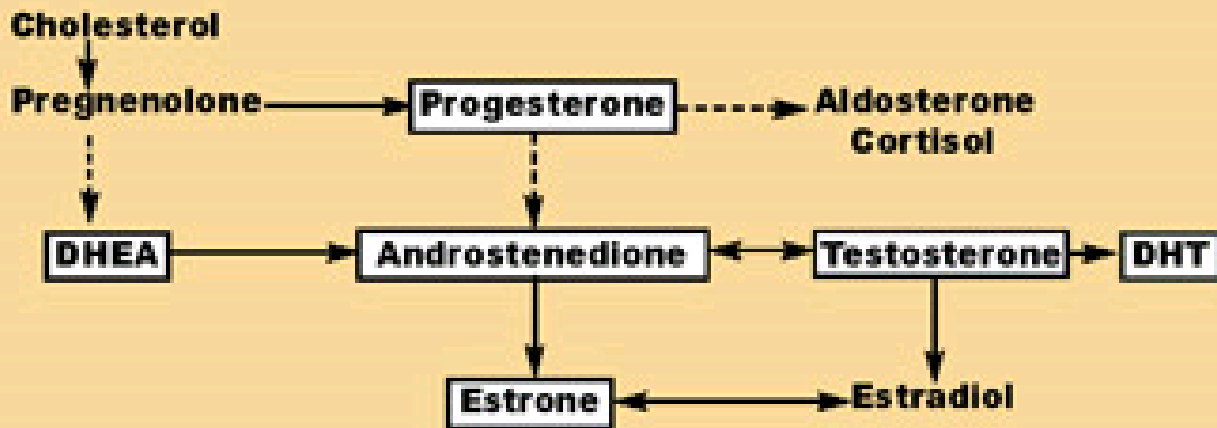 Cholesterol
Pregnenolone
Progesterone
Aldosterone
Cortisol
DHEA
Androstenedione
Testosterone
DHT
Estrone
Estradiol